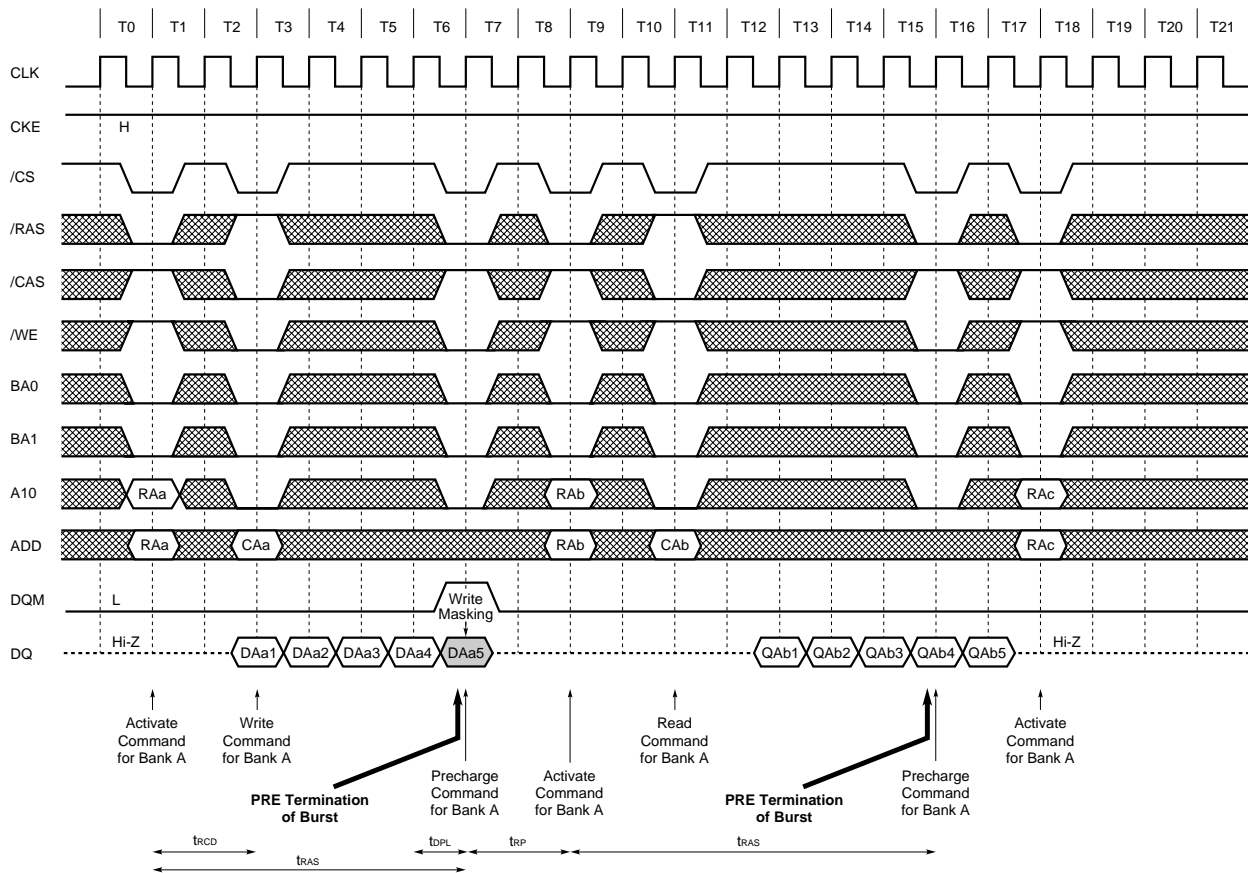 T0 T1 T2 T3 T4 T5 T6 T7 T8 T9 T10 T11 T12 T13 T14 T15 T16 T17 T18 T19 T20 T21
CLK
CKE H
/CS
/RAS
/CAS
/WE
BA0
BA1
A10 RAa RAb RAc
ADD RAa CAa RAb CAb RAc
DQM L Write
Masking
DQ Hi-Z DAa1 DAa2 DAa3 DAa4 DAa5 QAb1 QAb2 QAb3 QAb4 QAb5 Hi-Z
Activate
Command
for Bank A
Write
Command
for Bank A
PRE Termination
of Burst
Precharge
Command
for Bank A
Activate
Command
for Bank A
Read
Command
for Bank A
PRE Termination
of Burst
Precharge
Command
for Bank A
Activate
Command
for Bank A
tRCD tDPL tRP tRAS
tRAS